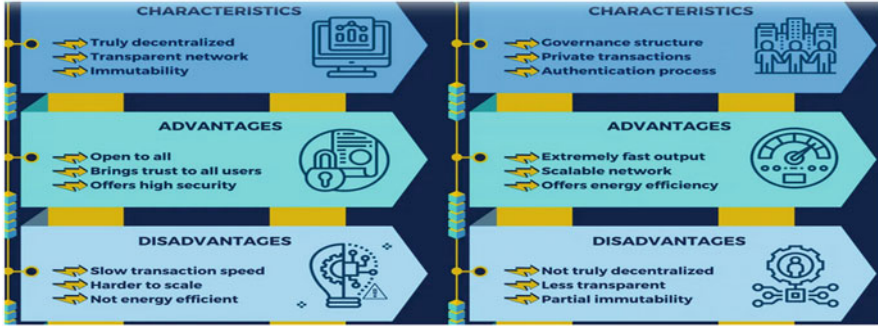 CHARACTERISTICS
Truly decentralized
Transparent network
Immutability
ADVANTAGES
Open to all
Brings trust to all users
Offers high security
DISADVANTAGES
Slow transaction speed
Harder to scale
Not energy efficient
CHARACTERISTICS
Governance structure
Private transactions
Authentication process
ADVANTAGES
Extremely fast output
Scalable network
Offers energy efficiency
DISADVANTAGES
Not truly decentralized
Less transparent
Partial immutability